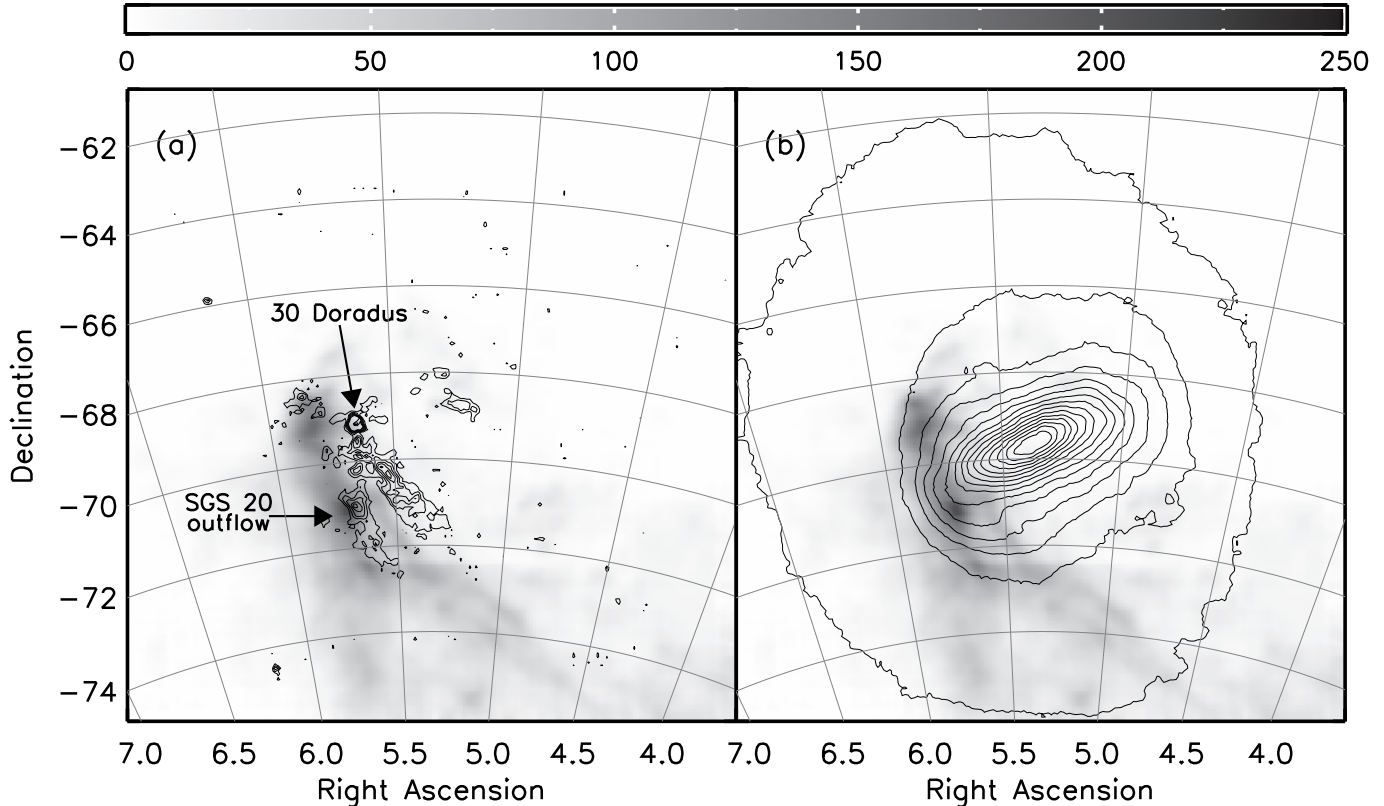 0 50 100 150 200 250
(a)
(b)
−62
−64
−66
−68
−70
−72
−74
Declination
30 Doradus
SGS 20
outflow
7.0 6.5 6.0 5.5 5.0 4.5 4.0
7.0 6.5 6.0 5.5 5.0 4.5 4.0
Right Ascension
Right Ascension